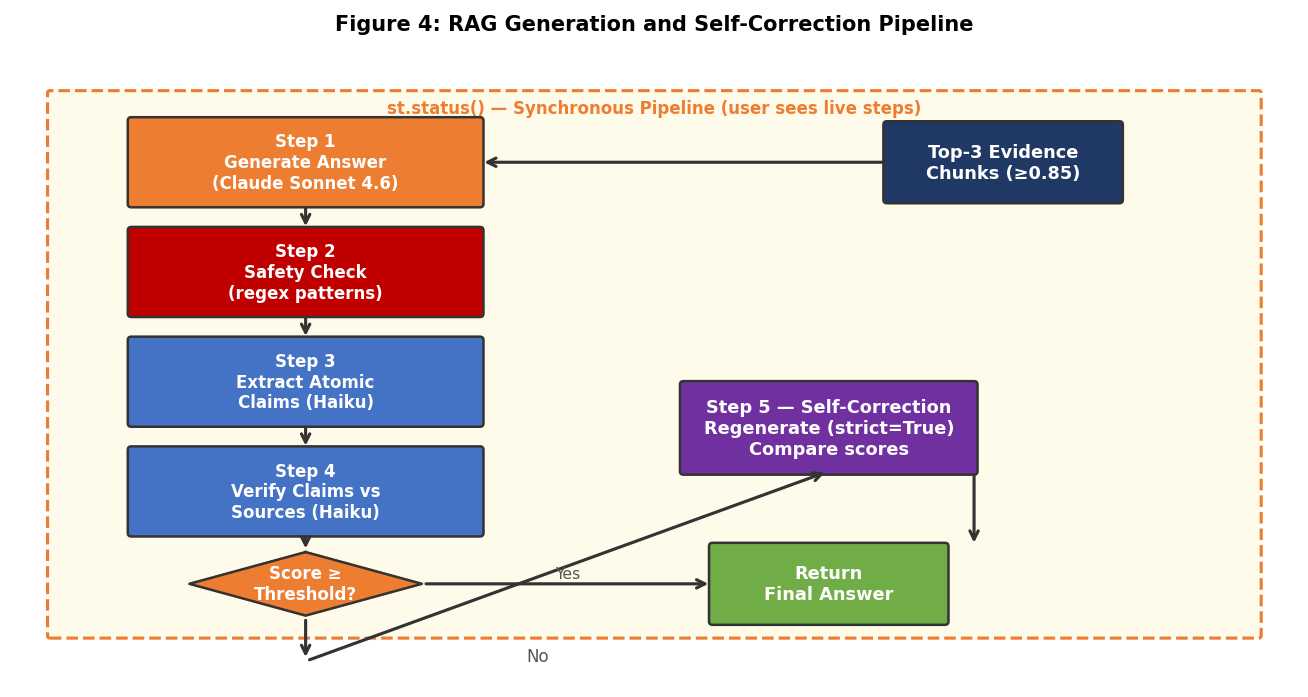 Figure 4: RAG Generation and Self-Correction Pipeline
st.status() — Synchronous Pipeline (user sees live steps)
Step 1
Generate Answer
(Claude Sonnet 4.6)
Top-3 Evidence
Chunks (≥0.85)
Step 2
Safety Check
(regex patterns)
Step 3
Extract Atomic
Claims (Haiku)
Step 5 — Self-Correction
Regenerate (strict=True)
Compare scores
Step 4
Verify Claims vs
Sources (Haiku)
Score ≥
Threshold?
Yes
Return
Final Answer
No